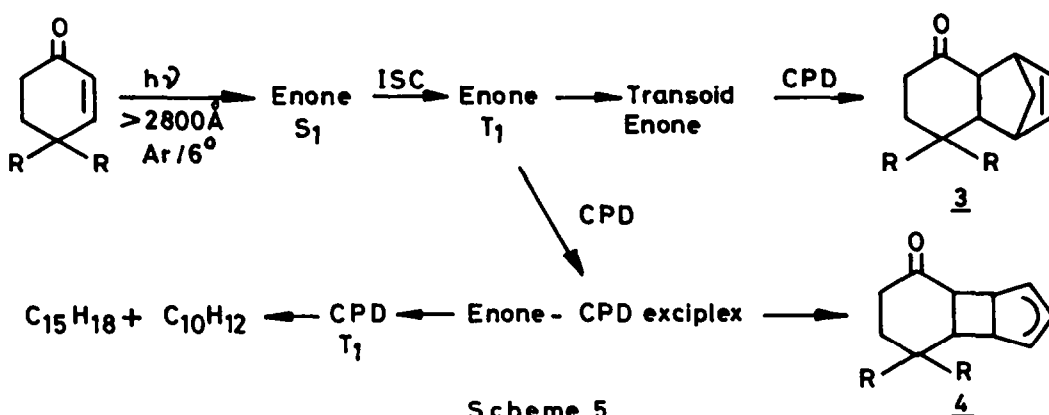 O
hν
>2800Å
Ar/6°
R R
Enone
S1
ISC
Enone
T1
Transoid
Enone
CPD
O
R R
3
CPD
C15H18 + C10H12
CPD
T1
Enone - CPD exciplex
O
R R
4
Scheme 5